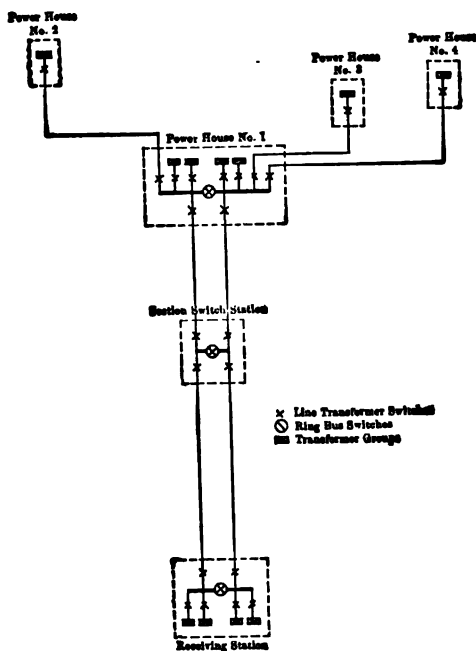 Power House
No. 2
Power House
No. 3
Power House
No. 4
Power House No. 1
Section Switch Station
Line Transformer Switches
Ring Bus Switches
Transformer Groups
Receiving Station